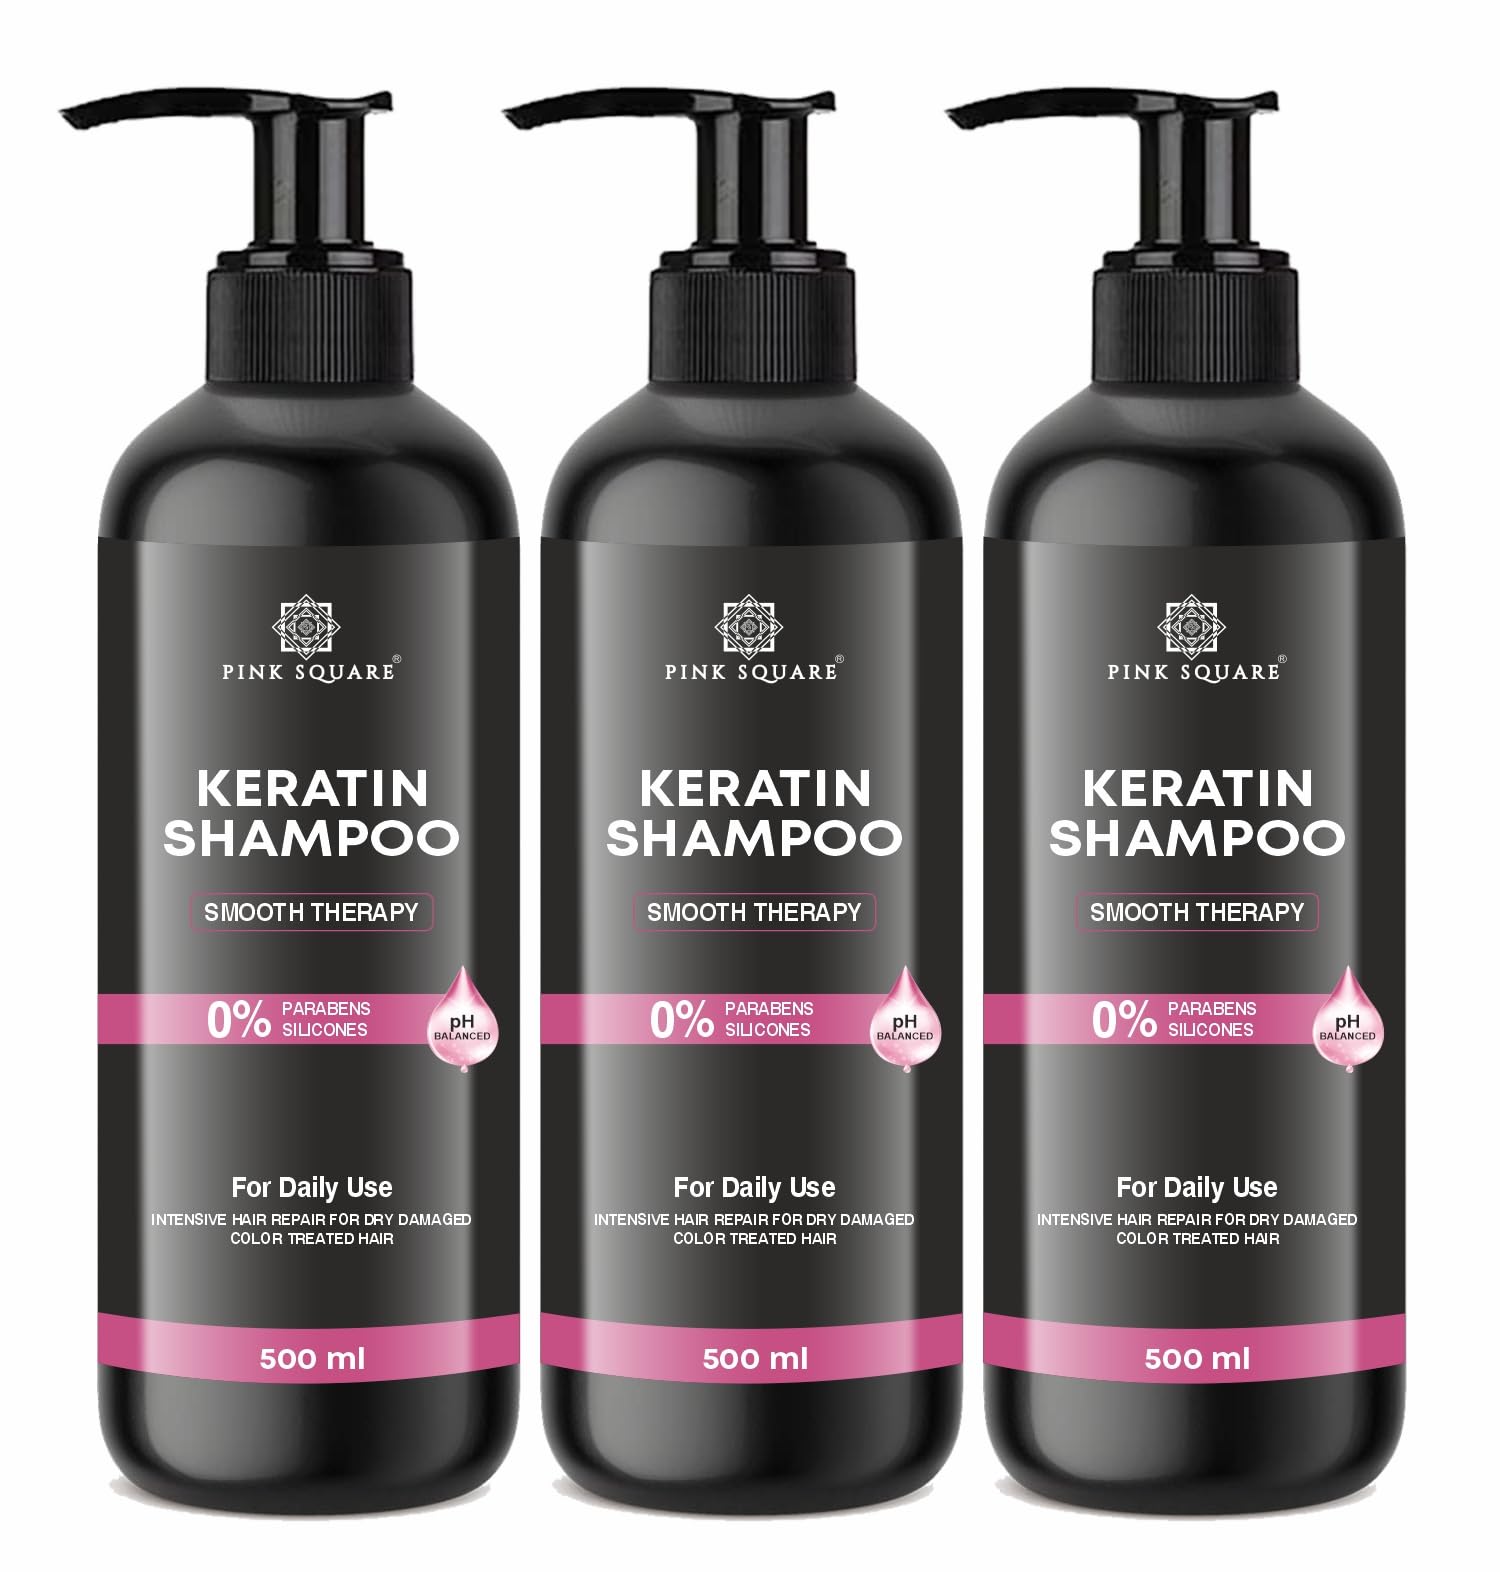 PINK SQUARE®
KERATIN
SHAMPOO
SMOOTH THERAPY
0% PARABENS
SILICONES
pH
BALANCED
For Daily Use
INTENSIVE HAIR REPAIR FOR DRY DAMAGED
COLOR TREATED HAIR
500 ml
PINK SQUARE®
KERATIN
SHAMPOO
SMOOTH THERAPY
0% PARABENS
SILICONES
pH
BALANCED
For Daily Use
INTENSIVE HAIR REPAIR FOR DRY DAMAGED
COLOR TREATED HAIR
500 ml
PINK SQUARE®
KERATIN
SHAMPOO
SMOOTH THERAPY
0% PARABENS
SILICONES
pH
BALANCED
For Daily Use
INTENSIVE HAIR REPAIR FOR DRY DAMAGED
COLOR TREATED HAIR
500 ml